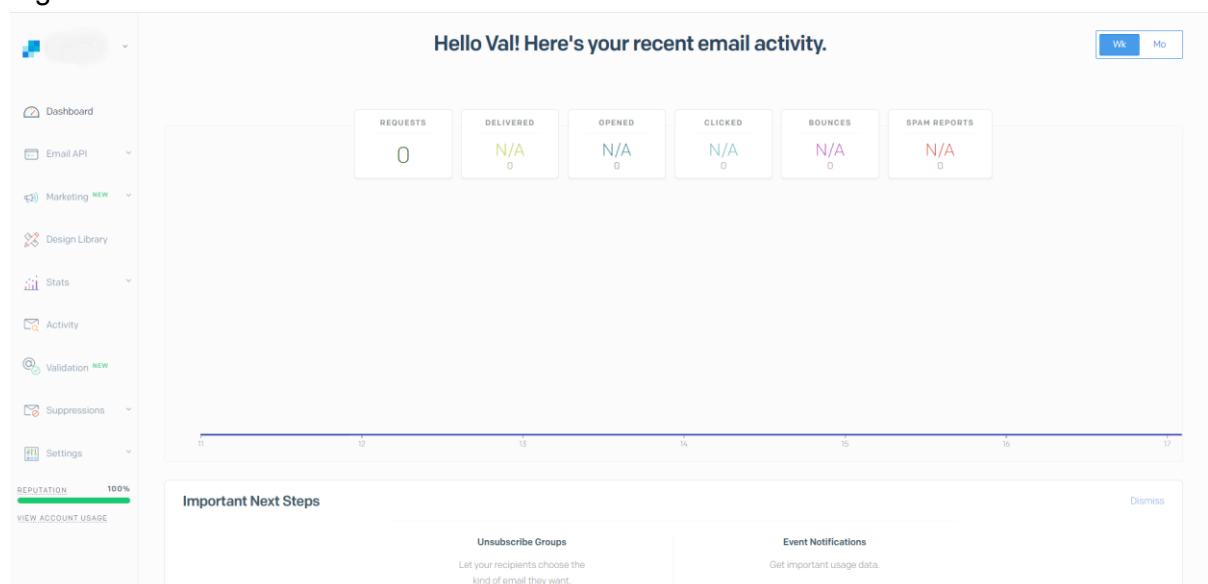 Hello Val! Here's your recent email activity.
Wk Mo
Dashboard
Email API
Marketing NEW
Design Library
Stats
Activity
Validation NEW
Suppressions
Settings
REPUTATION 100%
VIEW ACCOUNT USAGE
REQUESTS DELIVERED OPENED CLICKED BOUNCES SPAM REPORTS
0 N/A N/A N/A N/A N/A
0 0 0 0 0
11 12 13 14 15 16 17
Important Next Steps
Dismiss
Unsubscribe Groups
Let your recipients choose the
kind of email they want.
Event Notifications
Get important usage data.